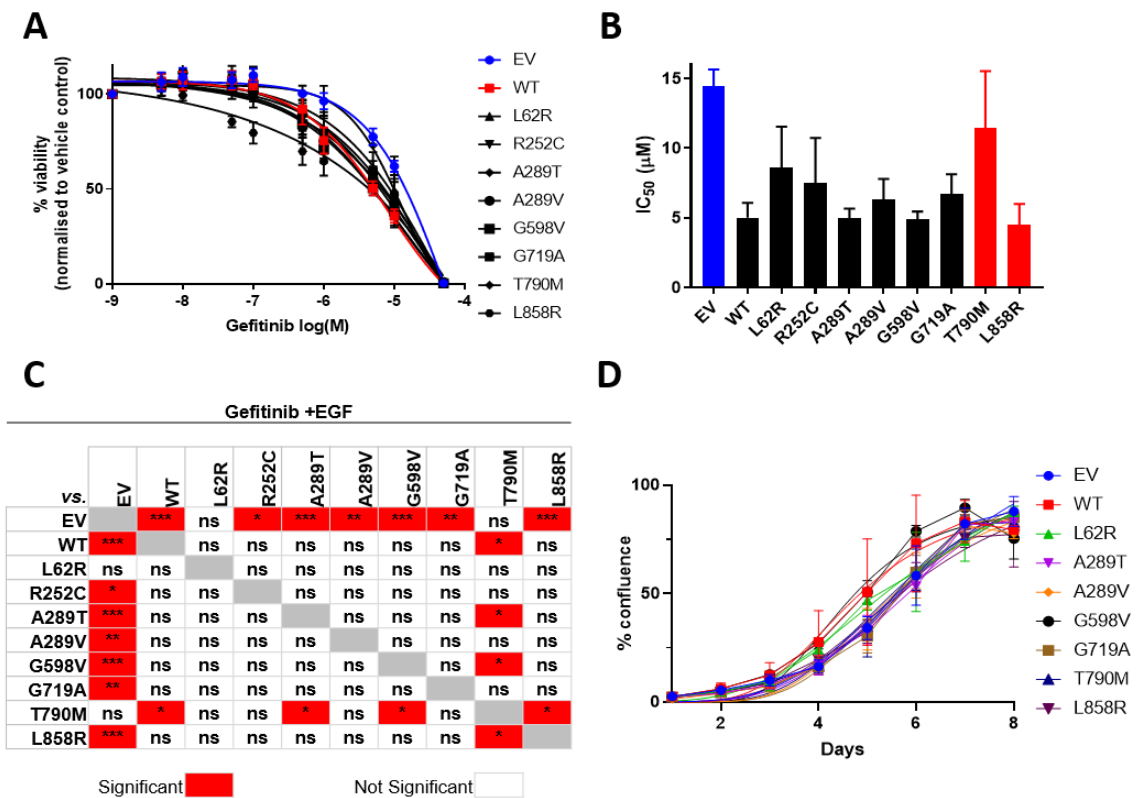 A
% viability
(normalised to vehicle control)
100
50
0
-9
-8
-7
-6
-5
-4
Gefitinib log(M)
EV
WT
L62R
R252C
A289T
A289V
G598V
G719A
T790M
L858R
B
IC50 (µM)
15
10
5
0
EV
WT
L62R
R252C
A289T
A289V
G598V
G719A
T790M
L858R
C
Gefitinib +EGF
vs. EV WT L62R R252C A289T A289V G598V G719A T790M L858R
EV *** ns * *** ** *** ** ns ***
WT *** ns ns ns ns ns ns * ns
L62R ns ns ns ns ns ns ns ns ns
R252C * ns ns ns ns ns ns ns ns
A289T *** ns ns ns ns ns ns * ns
A289V ** ns ns ns ns ns ns ns ns
G598V *** ns ns ns ns ns ns * ns
G719A ** ns ns ns ns ns ns ns ns
T790M ns * ns ns * ns * ns *
L858R *** ns ns ns ns ns ns ns *
Significant
Not Significant
D
% confluence
100
50
0
2
4
6
8
Days
EV
WT
L62R
A289T
A289V
G598V
G719A
T790M
L858R